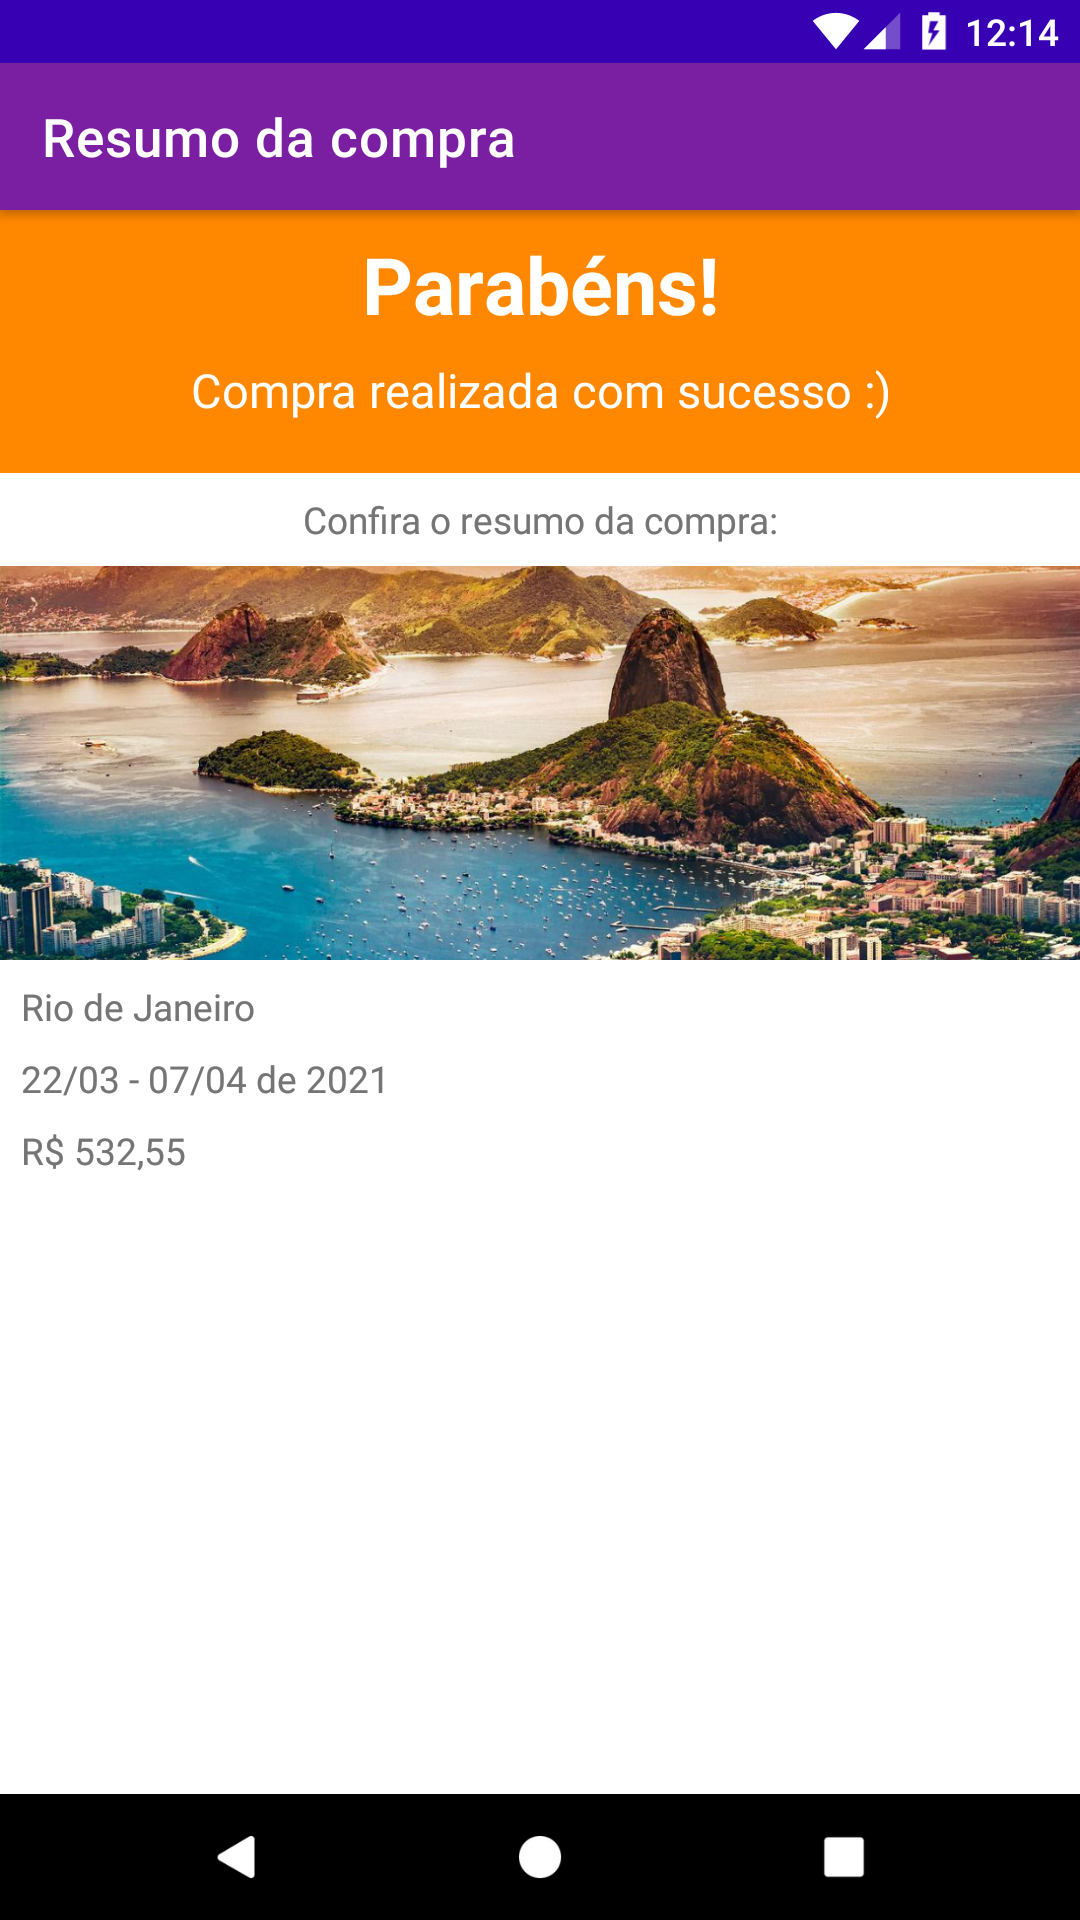 12:14
Resumo da compra
Parabéns!
Compra realizada com sucesso :)
Confira o resumo da compra:
Rio de Janeiro
22/03 - 07/04 de 2021
R$ 532,55